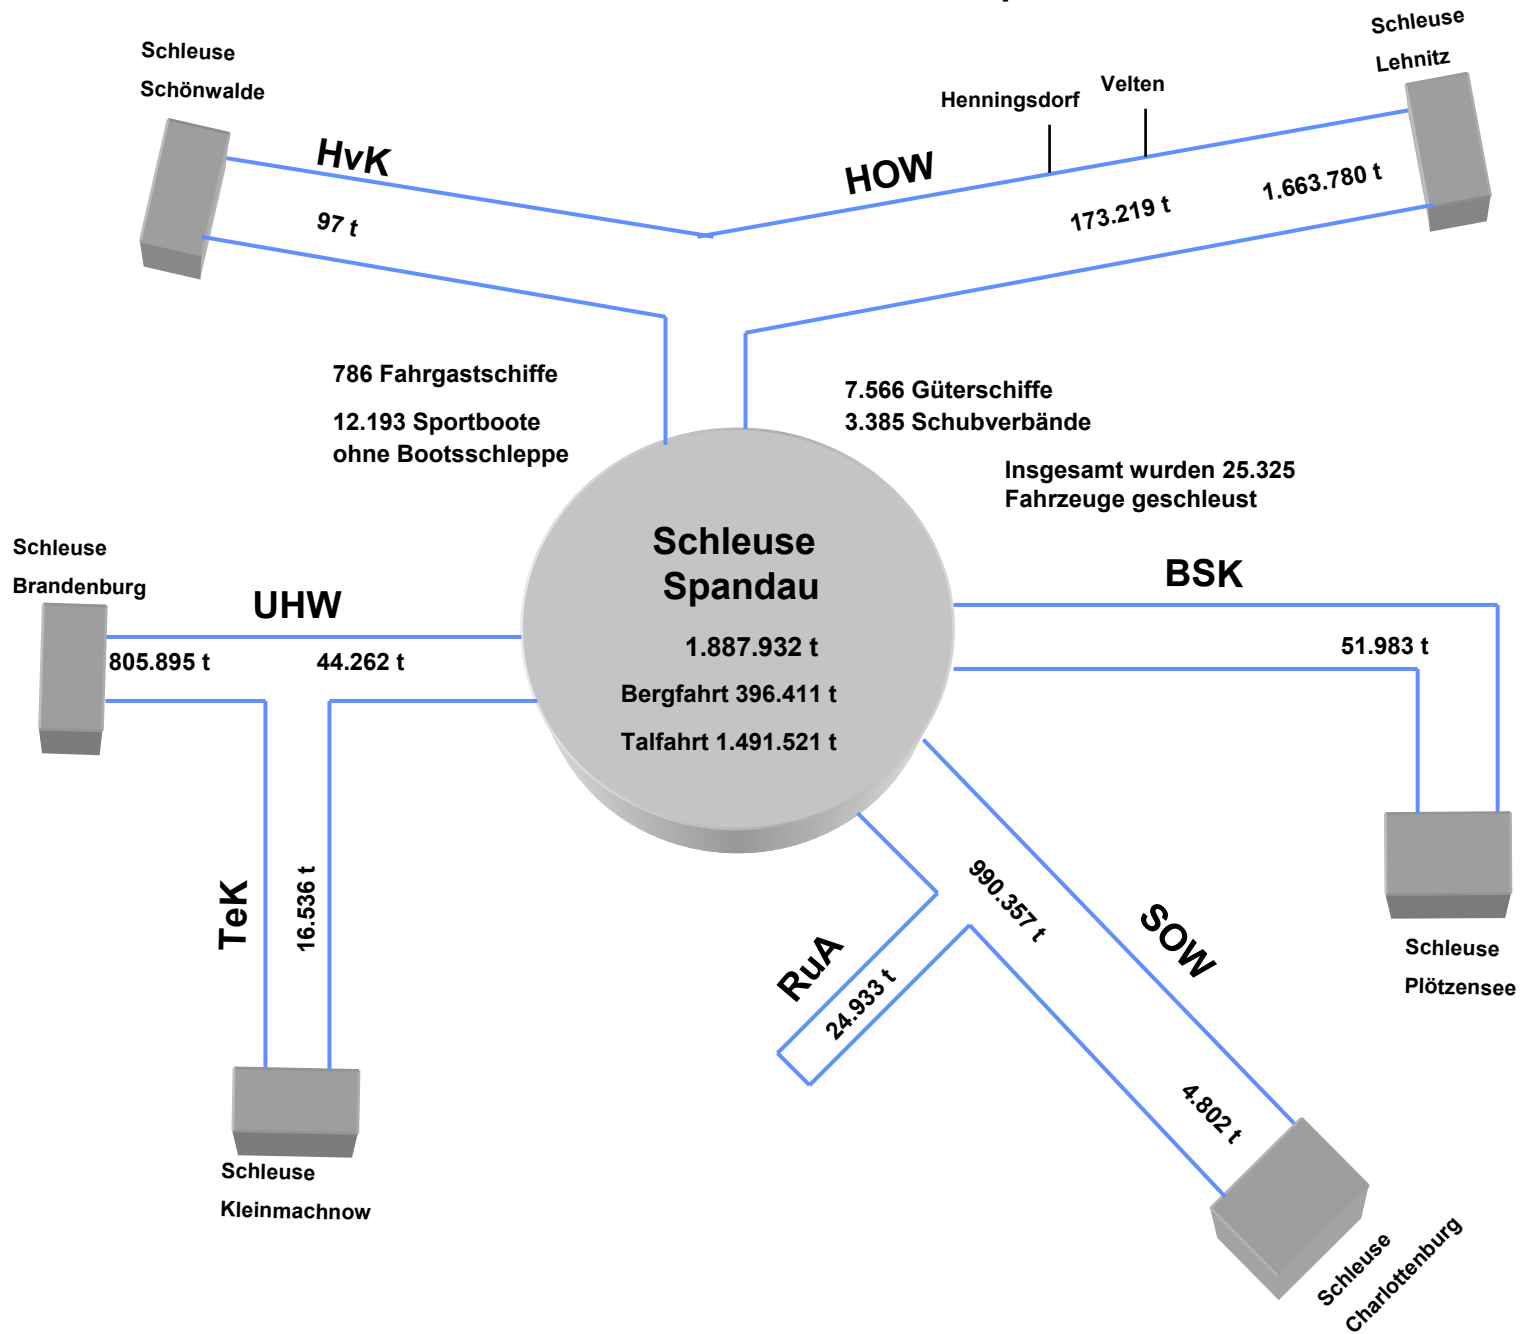 Schleuse
Schönwalde
HvK
97 t
Henningsdorf
Velten
Schleuse
Lehnitz
HOW
173.219 t
1.663.780 t
786 Fahrgastschiffe
12.193 Sportboote
ohne Bootsschleppe
7.566 Güterschiffe
3.385 Schubverbände
Insgesamt wurden 25.325
Fahrzeuge geschleust
Schleuse
Spandau
1.887.932 t
Bergfahrt 396.411 t
Talfahrt 1.491.521 t
Schleuse
Brandenburg
UHW
805.895 t
44.262 t
TeK
16.536 t
Schleuse
Kleinmachnow
BSK
51.983 t
Schleuse
Plötzensee
RuA
24.933 t
990.357 t
SOW
4.802 t
Schleuse
Charlottenburg